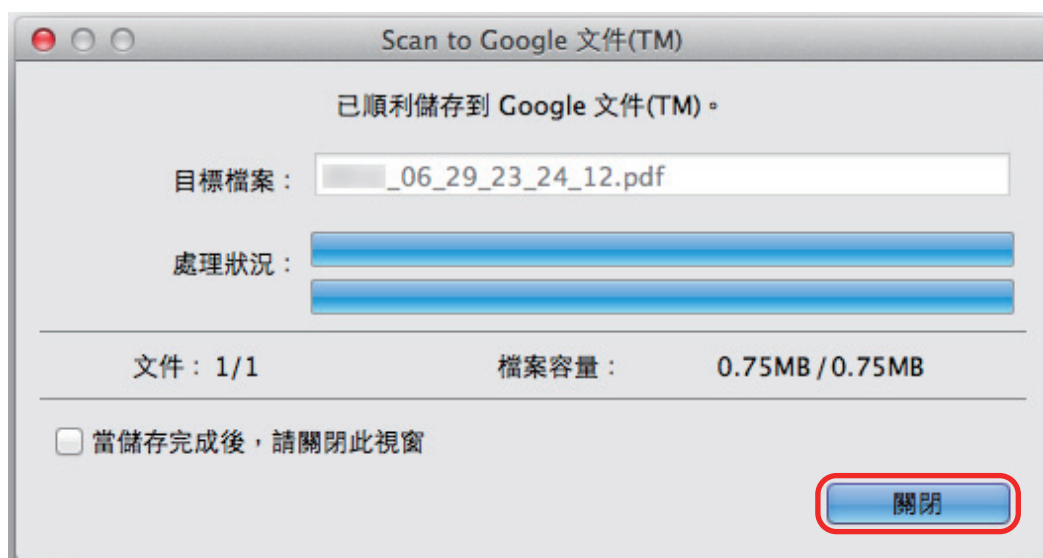 Scan to Google 文件(TM)
已順利儲存到 Google 文件(TM)。
目標檔案： _06_29_23_24_12.pdf
處理狀況：
文件：1/1 檔案容量： 0.75MB / 0.75MB
當儲存完成後，請關閉此視窗
關閉